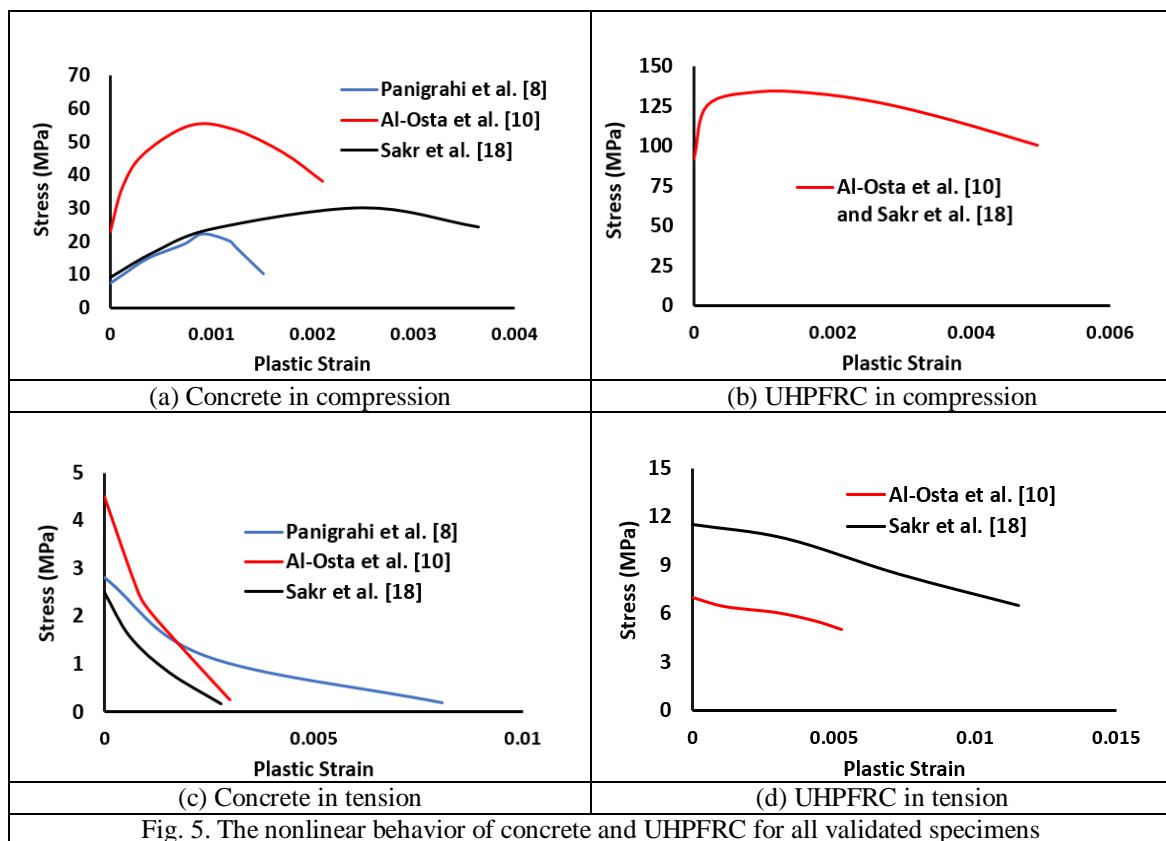 70
60
50
40
30
20
10
0
Stress (MPa)
Panigrahi et al. [8]
Al-Osta et al. [10]
Sakr et al. [18]
0 0.001 0.002 0.003 0.004
Plastic Strain
(a) Concrete in compression
150
125
100
75
50
25
0
Stress (MPa)
Al-Osta et al. [10]
and Sakr et al. [18]
0 0.002 0.004 0.006
Plastic Strain
(b) UHPFRC in compression
5
4
3
2
1
0
Stress (MPa)
Panigrahi et al. [8]
Al-Osta et al. [10]
Sakr et al. [18]
0 0.005 0.01
Plastic Strain
(c) Concrete in tension
15
12
9
6
3
0
Stress (MPa)
Al-Osta et al. [10]
Sakr et al. [18]
0 0.005 0.01 0.015
Plastic Strain
(d) UHPFRC in tension
Fig. 5. The nonlinear behavior of concrete and UHPFRC for all validated specimens